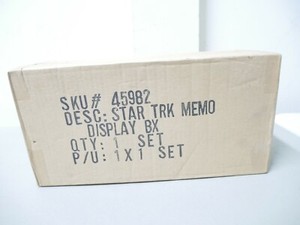 SKU# 45982
DESC: STAR TRK MEMO
DISPLAY BX
QTY: 1 SET
P/U: 1X1 SET